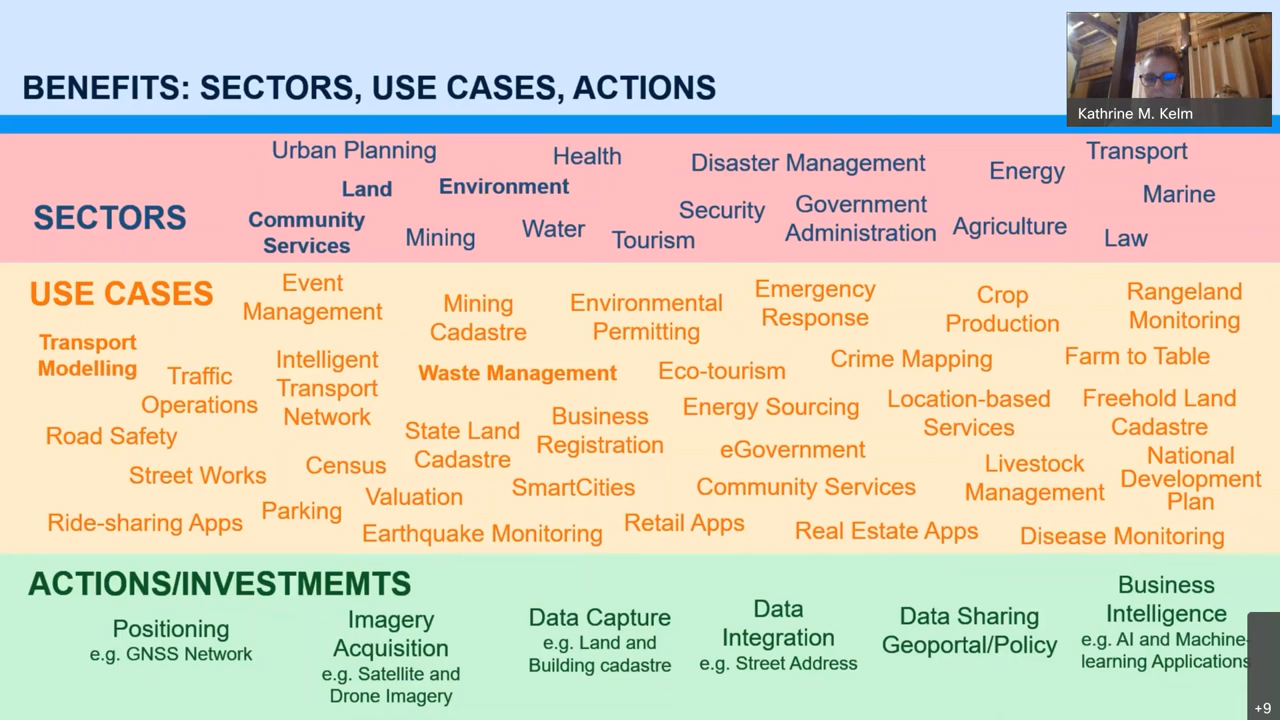 BENEFITS: SECTORS, USE CASES, ACTIONS
Kathrine M. Kelm
SECTORS
Urban Planning
Health
Disaster Management
Energy
Transport
Land
Environment
Marine
Community
Services
Mining
Water
Security
Tourism
Government
Administration
Agriculture
Law
USE CASES
Event
Management
Mining
Cadastre
Environmental
Permitting
Emergency
Response
Crop
Production
Rangeland
Monitoring
Transport
Modelling
Traffic
Operations
Intelligent
Transport
Network
Waste Management
Eco-tourism
Crime Mapping
Farm to Table
Road Safety
State Land
Cadastre
Business
Registration
Energy Sourcing
Location-based
Services
Freehold Land
Cadastre
Street Works
Census
eGovernment
Livestock
Management
National
Development
Plan
Valuation
SmartCities
Community Services
Ride-sharing Apps
Parking
Earthquake Monitoring
Retail Apps
Real Estate Apps
Disease Monitoring
ACTIONS/INVESTMEMTS
Positioning
e.g. GNSS Network
Imagery
Acquisition
e.g. Satellite and
Drone Imagery
Data Capture
e.g. Land and
Building cadastre
Data
Integration
e.g. Street Address
Data Sharing
Geoportal/Policy
Business
Intelligence
e.g. AI and Machine-
learning Applications
+9